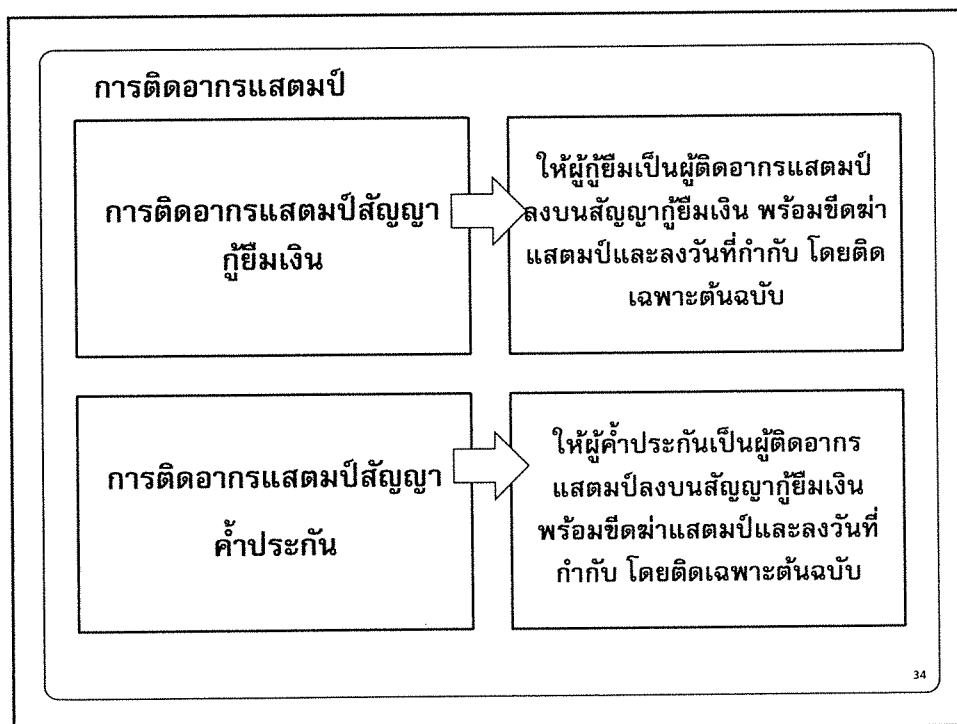 การติดอากรแสตมป์
การติดอากรแสตมป์สัญญา
กู้ยืมเงิน
ให้ผู้กู้ยืมเป็นผู้ติดอากรแสตมป์
ลงบนสัญญากู้ยืมเงิน พร้อมขีดฆ่า
แสตมป์และลงวันที่กำกับ โดยติด
เฉพาะต้นฉบับ
การติดอากรแสตมป์สัญญา
ค้ำประกัน
ให้ผู้ค้ำประกันเป็นผู้ติดอากร
แสตมป์ลงบนสัญญากู้ยืมเงิน
พร้อมขีดฆ่าแสตมป์และลงวันที่
กำกับ โดยติดเฉพาะต้นฉบับ
34